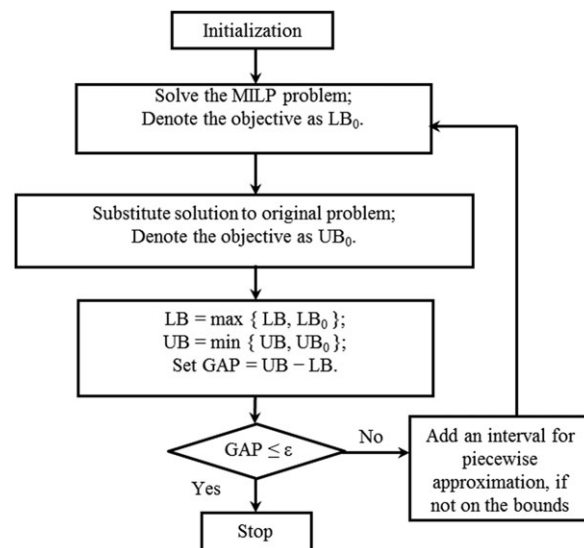 Initialization
Solve the MILP problem;
Denote the objective as LB₀.
Substitute solution to original problem;
Denote the objective as UB₀.
LB = max { LB, LB₀ };
UB = min { UB, UB₀ };
Set GAP = UB − LB.
GAP ≤ ε
No
Add an interval for
piecewise
approximation, if
not on the bounds
Yes
Stop